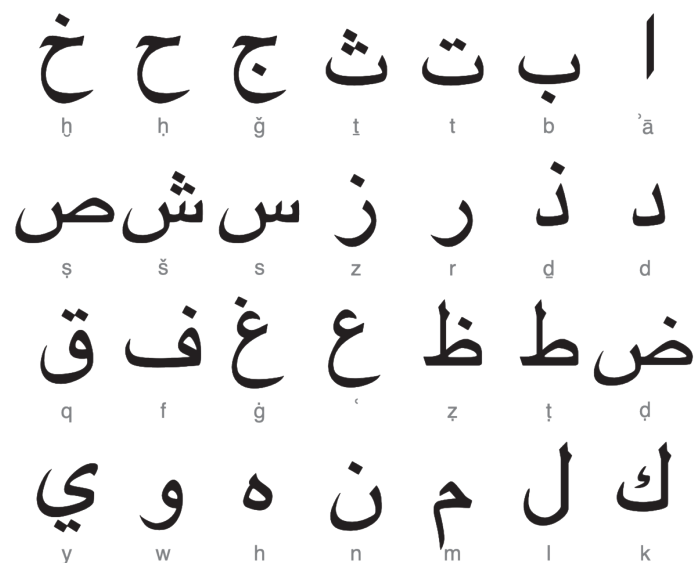 ا ب ت ث ج ح خ
ʾā b t ṯ ǧ ḥ ḫ
د ذ ر ز س ش ص
d ḏ r z s š ṣ
ض ط ظ ع غ ف ق
ḍ ṭ ẓ ʿ ġ f q
ك ل م ن ه و ي
k l m n h w y